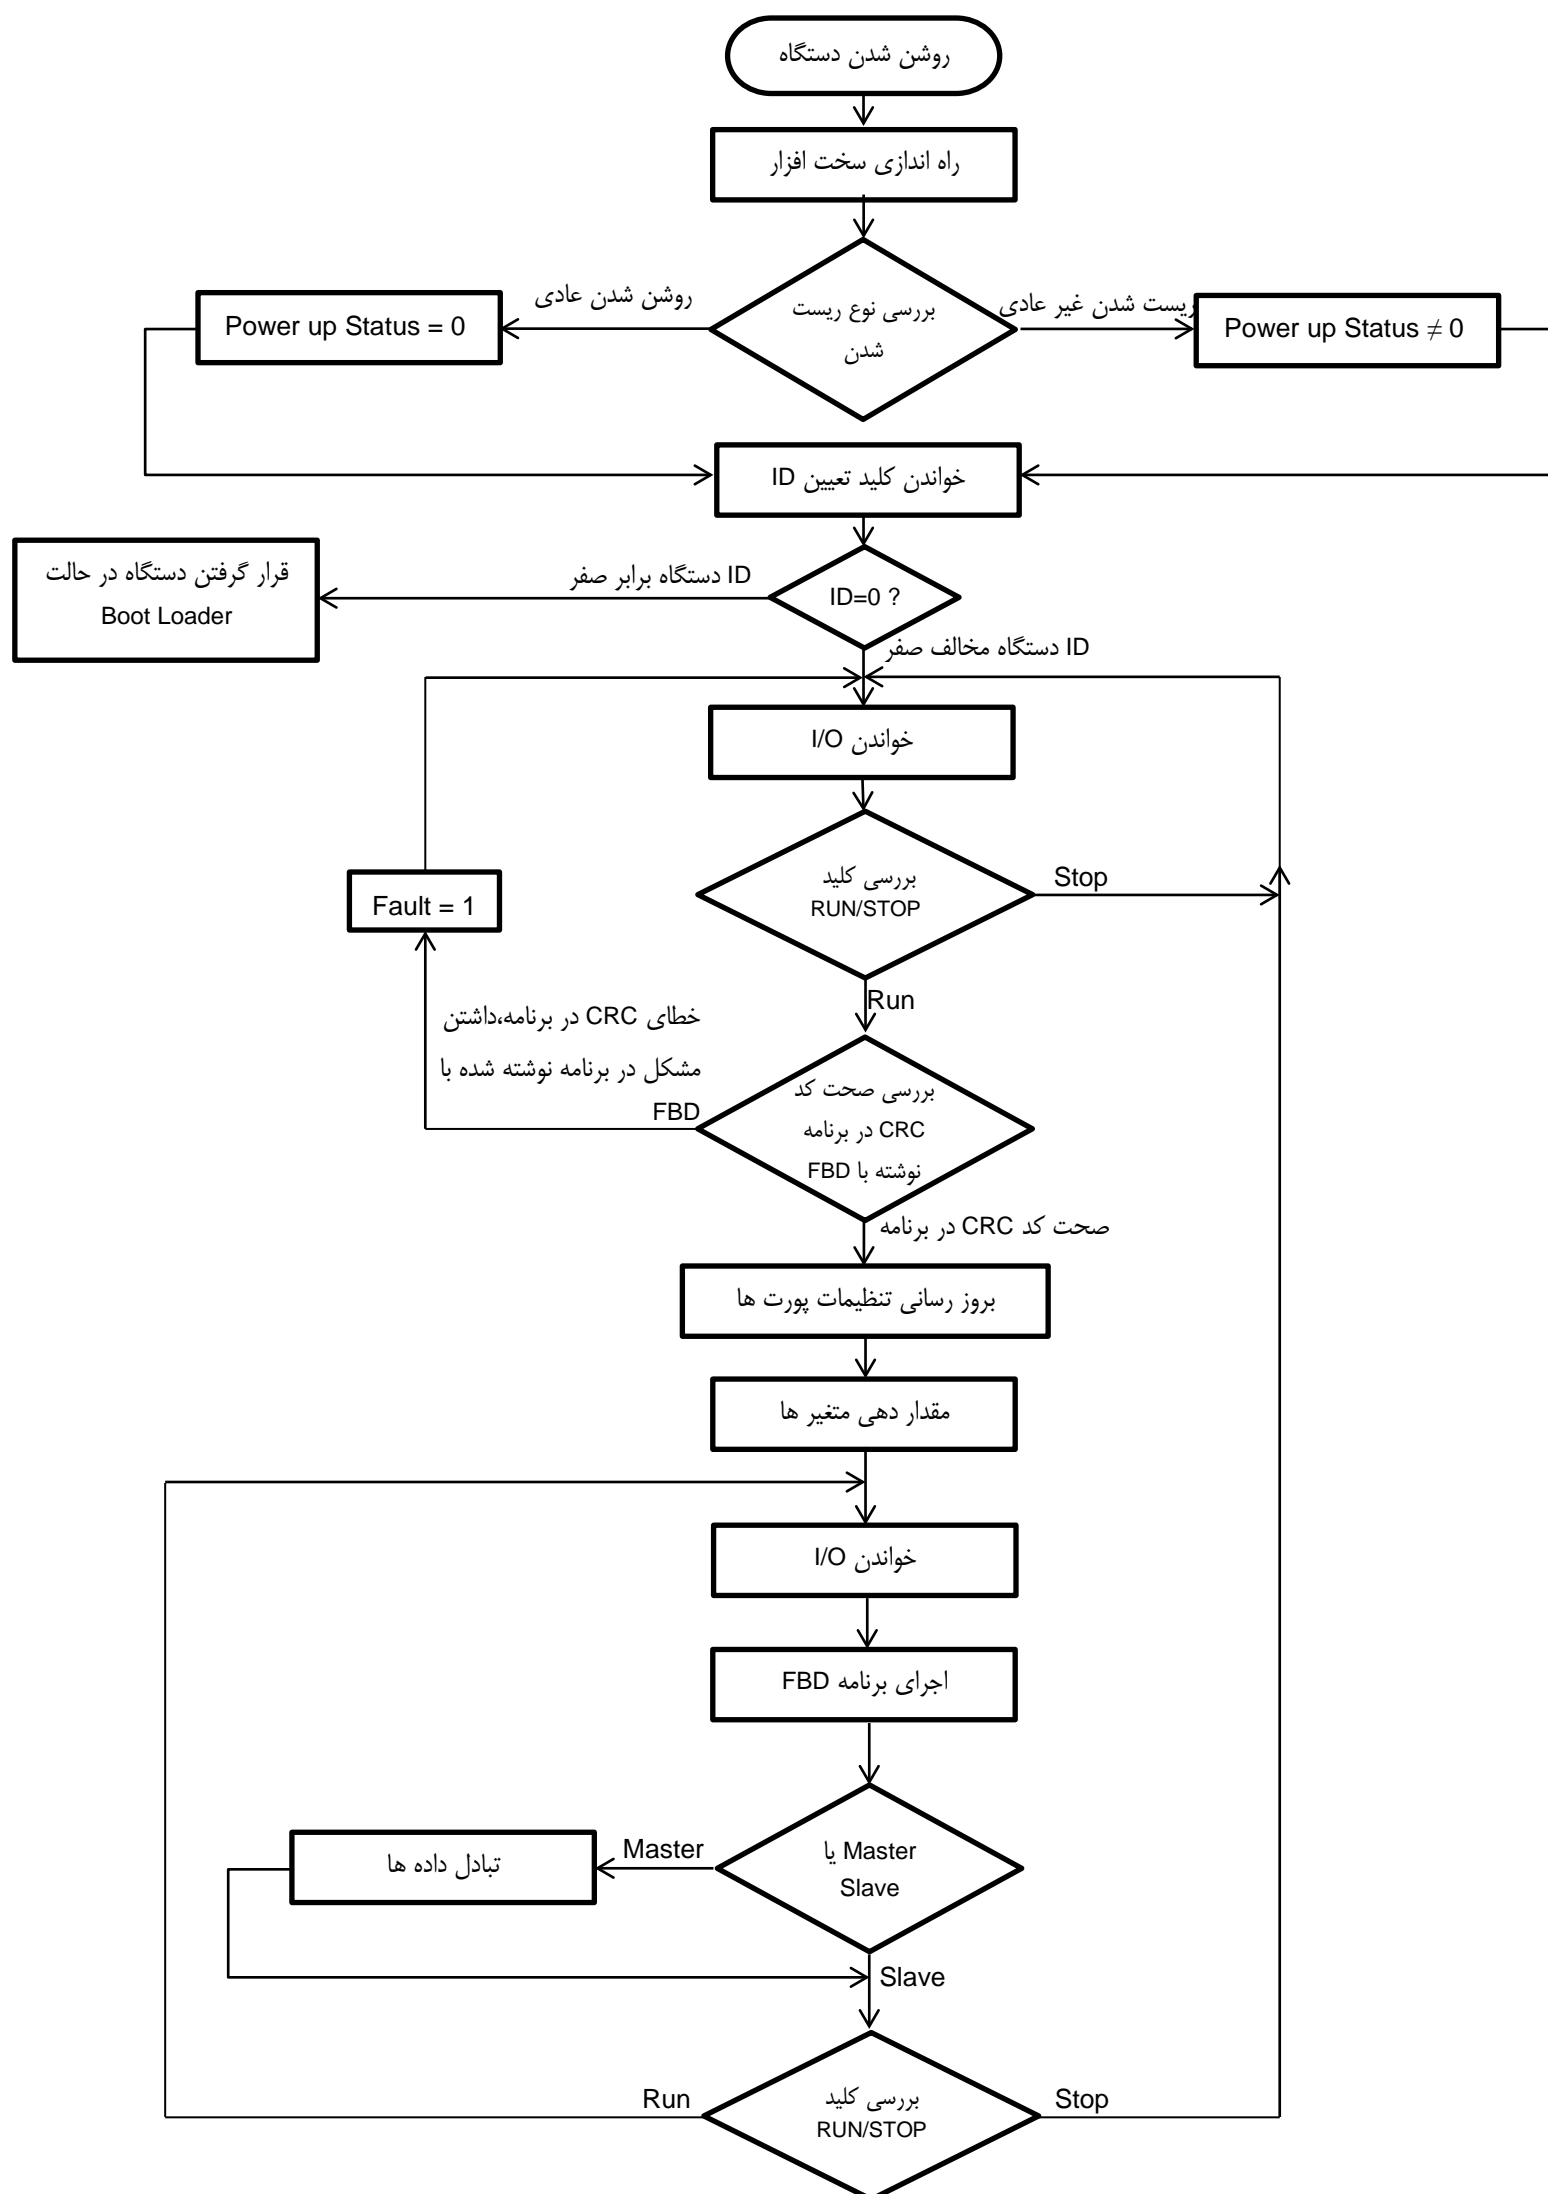 روشن شدن دستگاه
راه اندازی سخت افزار
بررسی نوع ریست
شدن
روشن شدن عادی
Power up Status = 0
ریست شدن غیر عادی
Power up Status ≠ 0
خواندن کلید تعیین ID
ID=0 ?
ID دستگاه برابر صفر
قرار گرفتن دستگاه در حالت
Boot Loader
ID دستگاه مخالف صفر
خواندن I/O
بررسی کلید
RUN/STOP
Stop
Fault = 1
Run
خطای CRC در برنامه،داشتن
مشکل در برنامه نوشته شده با
FBD
بررسی صحت کد
CRC در برنامه
نوشته با FBD
صحت کد CRC در برنامه
بروز رسانی تنظیمات پورت ها
مقدار دهی متغیر ها
خواندن I/O
اجرای برنامه FBD
Master یا
Slave
Master
تبادل داده ها
Slave
بررسی کلید
RUN/STOP
Run
Stop